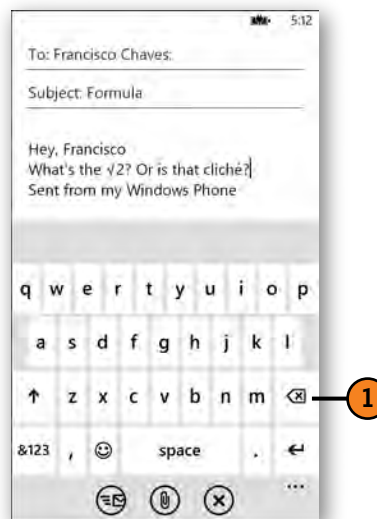 5:12
To: Francisco Chaves;
Subject: Formula
Hey, Francisco
What's the √2? Or is that cliché?
Sent from my Windows Phone
q w e r t y u i o p
a s d f g h j k l
z x c v b n m
1
&123 , space .
...